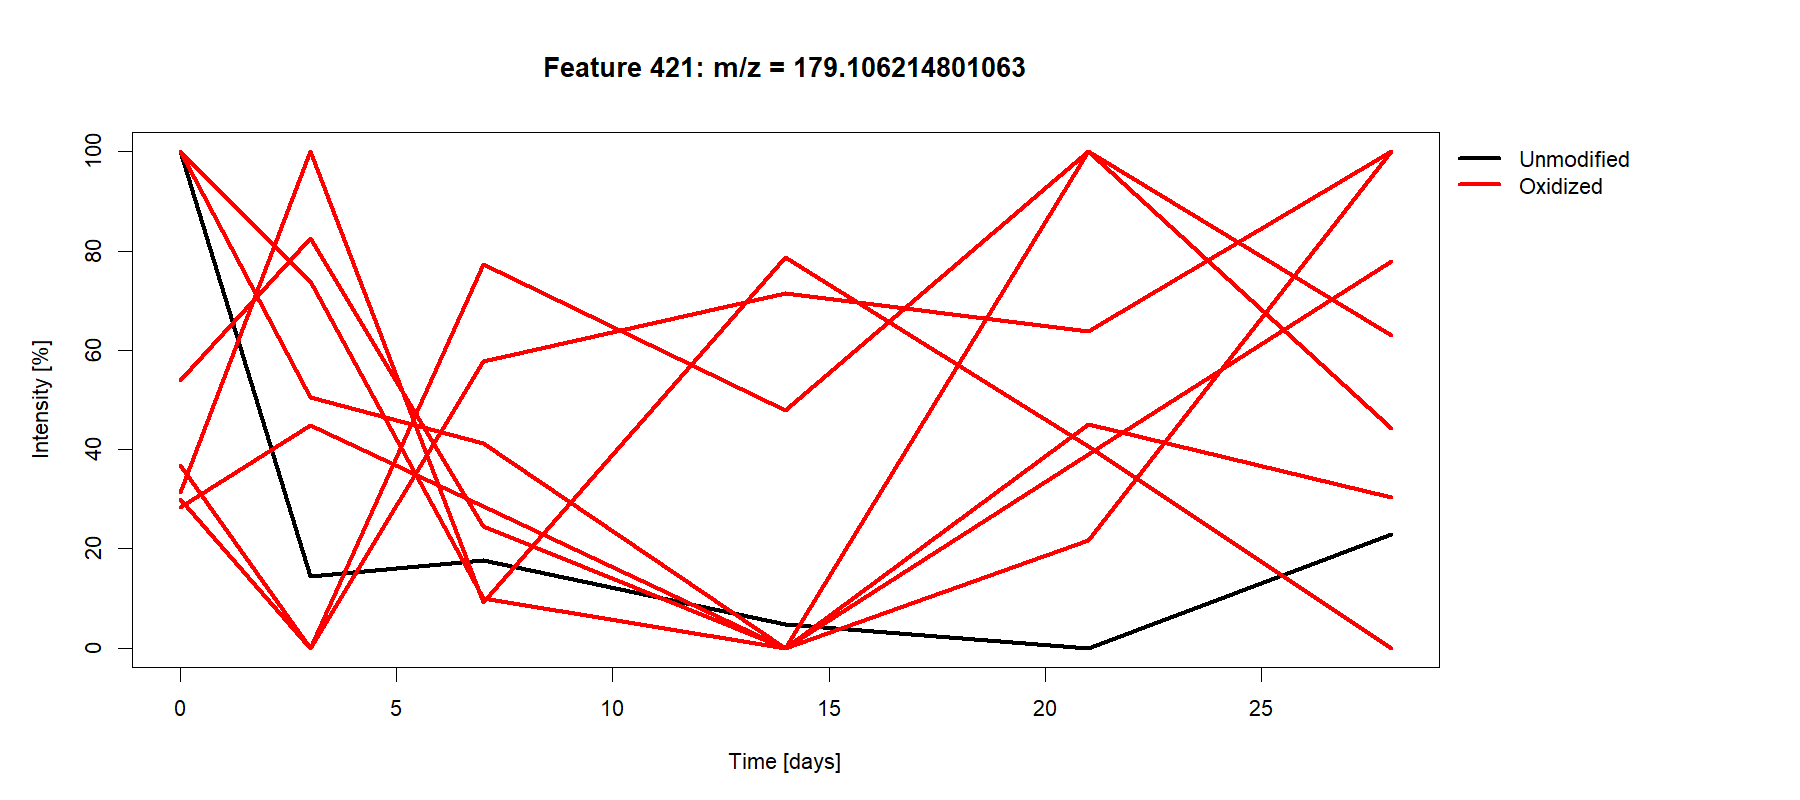 Feature 421: m/z = 179.106214801063
Unmodified
Oxidized
100
80
60
40
20
0
Intensity [%]
0 5 10 15 20 25
Time [days]